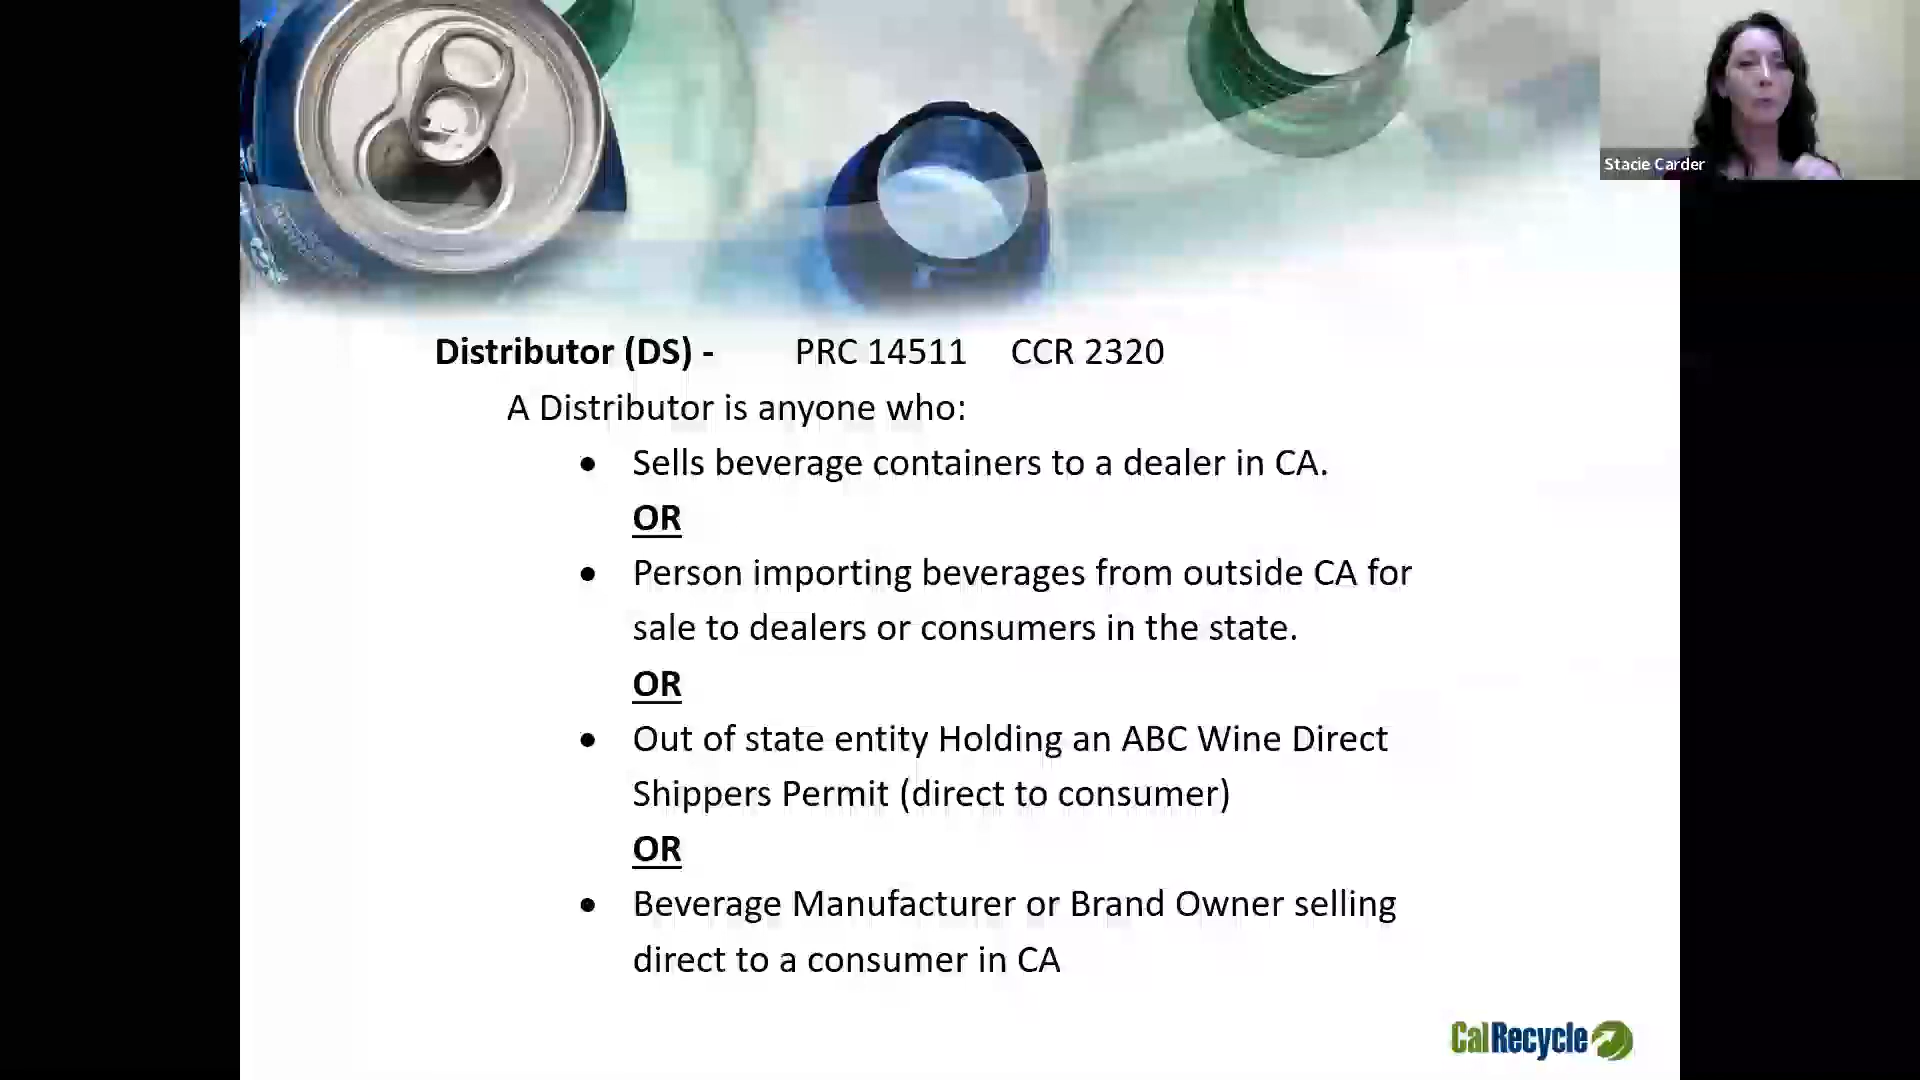 Stacie Carder
Distributor (DS) - PRC 14511 CCR 2320
A Distributor is anyone who:
• Sells beverage containers to a dealer in CA.
OR
• Person importing beverages from outside CA for
sale to dealers or consumers in the state.
OR
• Out of state entity Holding an ABC Wine Direct
Shippers Permit (direct to consumer)
OR
• Beverage Manufacturer or Brand Owner selling
direct to a consumer in CA
CalRecycle